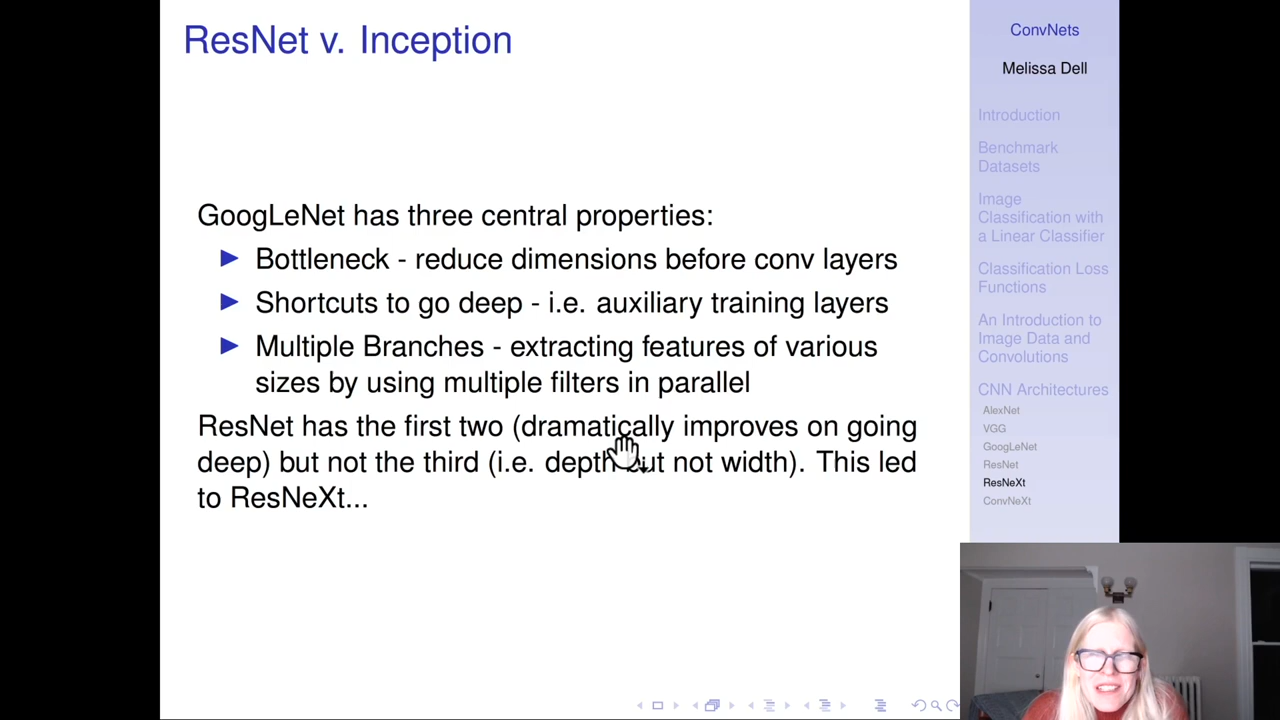 ResNet v. Inception
GoogLeNet has three central properties:
Bottleneck - reduce dimensions before conv layers
Shortcuts to go deep - i.e. auxiliary training layers
Multiple Branches - extracting features of various
sizes by using multiple filters in parallel
ResNet has the first two (dramatically improves on going
deep) but not the third (i.e. depth but not width). This led
to ResNeXt...
ConvNets
Melissa Dell
Introduction
Benchmark
Datasets
Image
Classification with
a Linear Classifier
Classification Loss
Functions
An Introduction to
Image Data and
Convolutions
CNN Architectures
AlexNet
VGG
GoogLeNet
ResNet
ResNeXt
ConvNeXt